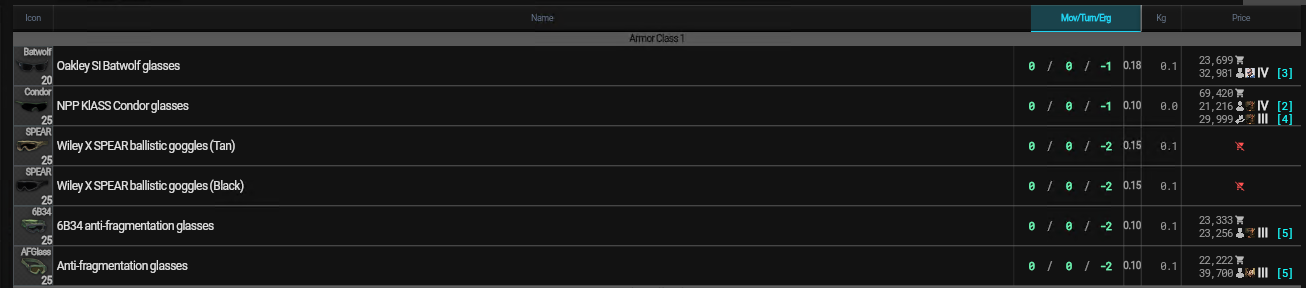 Icon Name Mov/Turn/Erg Kg Price
Armor Class 1
Batwolf
20
Oakley SI Batwolf glasses 0 / 0 / -1 0.18 0.1
23,699
32,981 IV [3]
Condor
25
NPP KlASS Condor glasses 0 / 0 / -1 0.10 0.0
69,420
21,216 IV [2]
29,999 III [4]
SPEAR
25
Wiley X SPEAR ballistic goggles (Tan) 0 / 0 / -2 0.15 0.1
SPEAR
25
Wiley X SPEAR ballistic goggles (Black) 0 / 0 / -2 0.15 0.1
6B34
25
6B34 anti-fragmentation glasses 0 / 0 / -2 0.10 0.1
23,333
23,256 III [5]
AFGlass
25
Anti-fragmentation glasses 0 / 0 / -2 0.10 0.1
22,222
39,700 III [5]